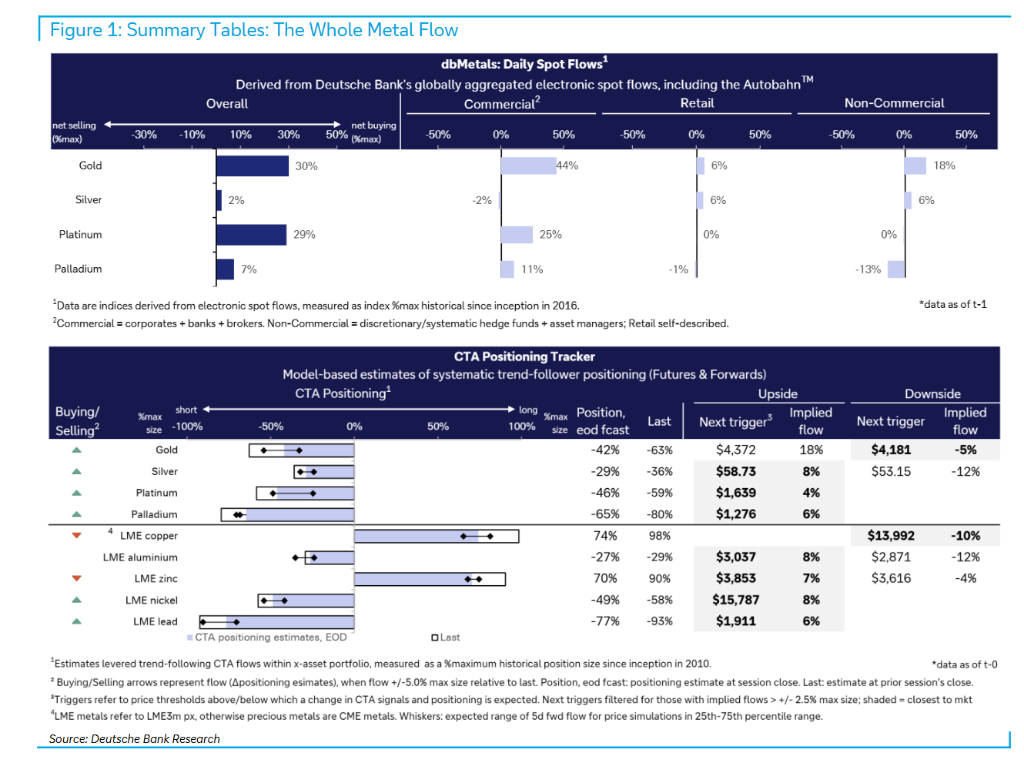 Figure 1: Summary Tables: The Whole Metal Flow
dbMetals: Daily Spot Flows1
Derived from Deutsche Bank's globally aggregated electronic spot flows, including the Autobahn™
Overall Commercial2 Retail Non-Commercial
net selling (%max) -30% -10% 10% 30% 50% net buying (%max) -50% 0% 50% -50% 0% 50% -50% 0% 50%
Gold 30% 44% 6% 18%
Silver 2% -2% 6% 6%
Platinum 29% 25% 0% 0%
Palladium 7% 11% -1% -13%
1Data are indices derived from electronic spot flows, measured as index %max historical since inception in 2016. *data as of t-1
2Commercial = corporates + banks + brokers. Non-Commercial = discretionary/systematic hedge funds + asset managers; Retail self-described.
CTA Positioning Tracker
Model-based estimates of systematic trend-follower positioning (Futures & Forwards)
CTA Positioning1 Upside Downside
Buying/ Selling2 %max size short -100% -50% 0% 50% long 100% %max size Position, eod fcast Last Next trigger3 Implied flow Next trigger Implied flow
Gold -42% -63% $4,372 18% $4,181 -5%
Silver -29% -36% $58.73 8% $53.15 -12%
Platinum -46% -59% $1,639 4%
Palladium -65% -80% $1,276 6%
4 LME copper 74% 98% $13,992 -10%
LME aluminium -27% -29% $3,037 8% $2,871 -12%
LME zinc 70% 90% $3,853 7% $3,616 -4%
LME nickel -49% -58% $15,787 8%
LME lead -77% -93% $1,911 6%
CTA positioning estimates, EOD Last
1Estimates levered trend-following CTA flows within x-asset portfolio, measured as a %maximum historical position size since inception in 2010. *data as of t-0
2 Buying/Selling arrows represent flow (Δpositioning esimates), when flow +/-5.0% max size relative to last. Position, eod fcast: positioning estimate at session close. Last: estimate at prior session's close.
3Triggers refer to price thresholds above/below which a change in CTA signals and positioning is expected. Next triggers filtered for those with implied flows > +/- 2.5% max size; shaded = closest to mkt
4LME metals refer to LME3m px, otherwise precious metals are CME metals. Whiskers: expected range of 5d fwd flow for price simulations in 25th-75th percentile range.
Source: Deutsche Bank Research